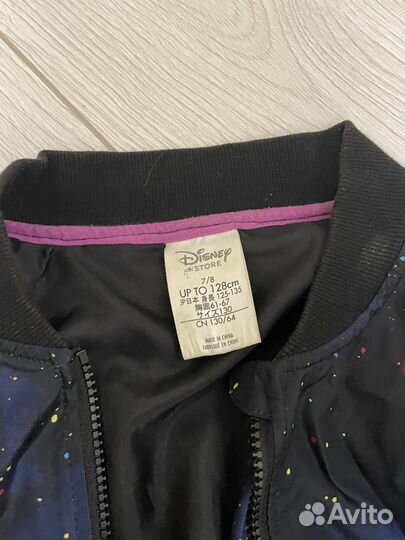 Disney
STORE
7/8
UP TO 128cm
JP日本 身長 125-135
胸囲61-67
サイズ130
CN 130/64
MADE IN CHINA
FABRIQUÉ EN CHINE
Avito